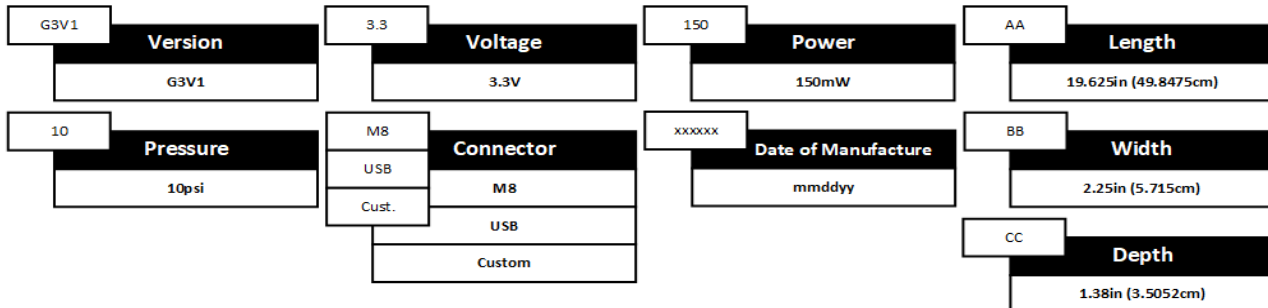 G3V1
Version
G3V1
3.3
Voltage
3.3V
150
Power
150mW
AA
Length
19.625in (49.8475cm)
10
Pressure
10psi
M8
USB
Cust.
Connector
M8
USB
Custom
xxxxxx
Date of Manufacture
mmddyy
BB
Width
2.25in (5.715cm)
CC
Depth
1.38in (3.5052cm)